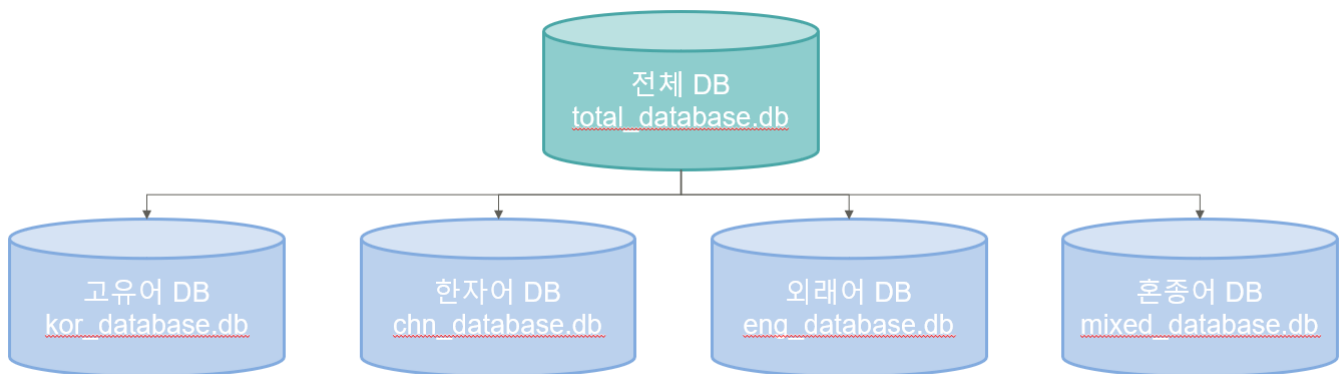 전체 DB
total_database.db
고유어 DB
kor_database.db
한자어 DB
chn_database.db
외래어 DB
eng_database.db
혼종어 DB
mixed_database.db